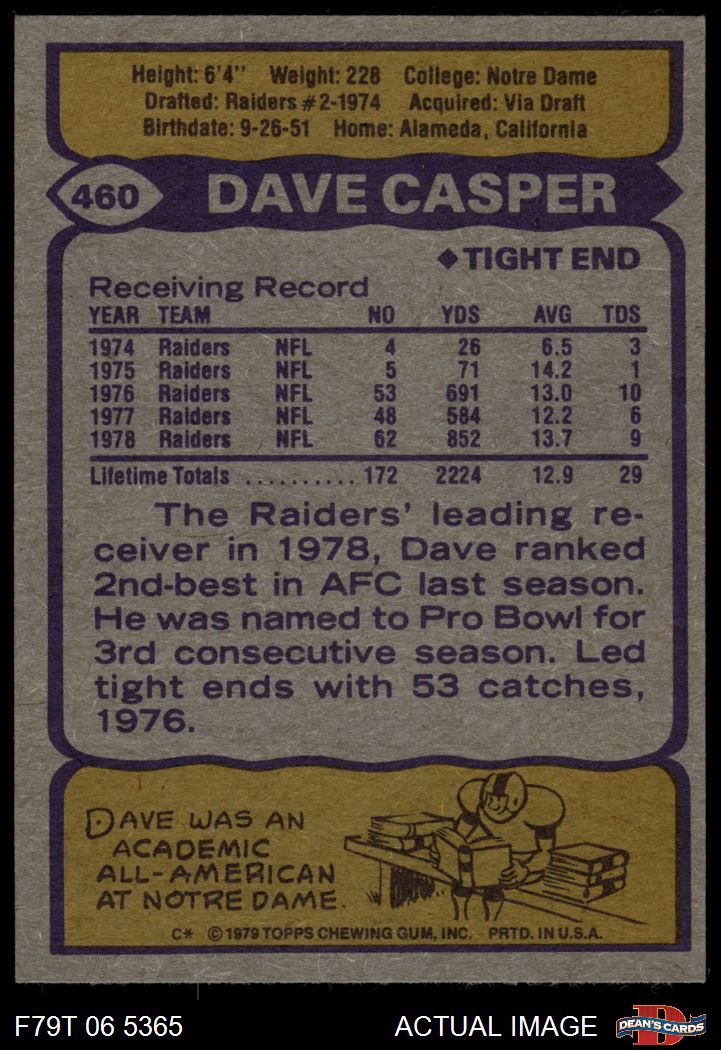 Height: 6'4" Weight: 228 College: Notre Dame
Drafted: Raiders #2-1974 Acquired: Via Draft
Birthdate: 9-26-51 Home: Alameda, California
460 DAVE CASPER
◆TIGHT END
Receiving Record
YEAR TEAM NO YDS AVG TDS
1974 Raiders NFL 4 26 6.5 3
1975 Raiders NFL 5 71 14.2 1
1976 Raiders NFL 53 691 13.0 10
1977 Raiders NFL 48 584 12.2 6
1978 Raiders NFL 62 852 13.7 9
Lifetime Totals .......... 172 2224 12.9 29
The Raiders' leading re-
ceiver in 1978, Dave ranked
2nd-best in AFC last season.
He was named to Pro Bowl for
3rd consecutive season. Led
tight ends with 53 catches,
1976.
DAVE WAS AN
ACADEMIC
ALL-AMERICAN
AT NOTRE DAME.
C* © 1979 TOPPS CHEWING GUM, INC. PRTD. IN U.S.A.
F79T 06 5365 ACTUAL IMAGE DEAN'S CARDS